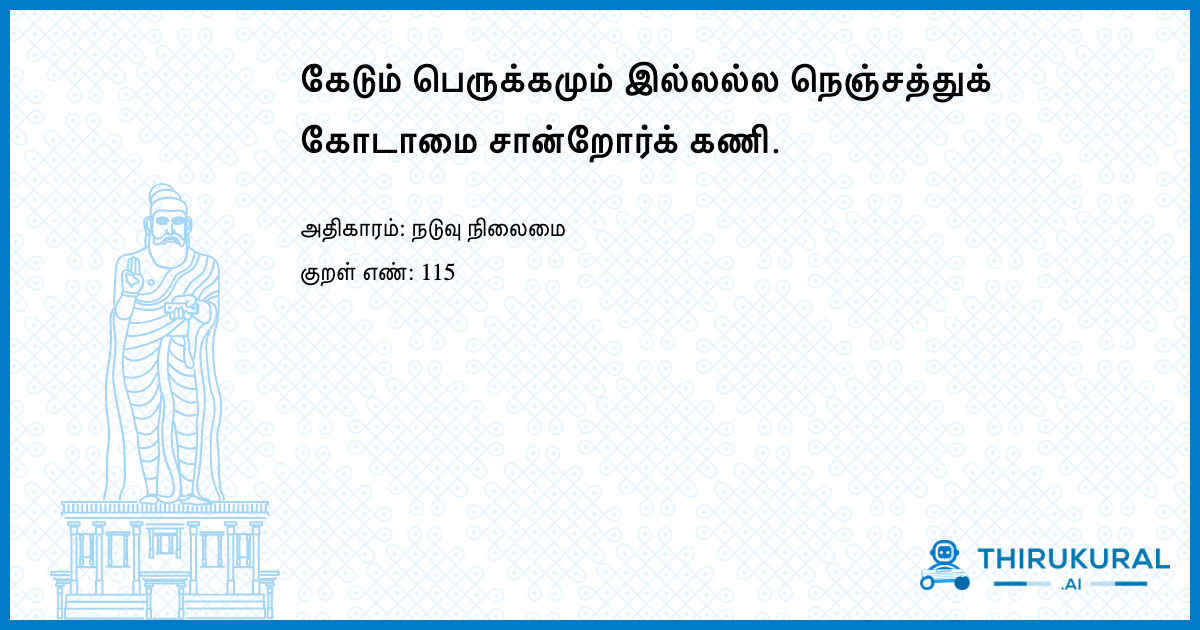 கேடும் பெருக்கமும் இல்லல்ல நெஞ்சத்துக்
கோடாமை சான்றோர்க் கணி.
அதிகாரம்: நடுவு நிலைமை
குறள் எண்: 115
THIRUKURAL
.AI